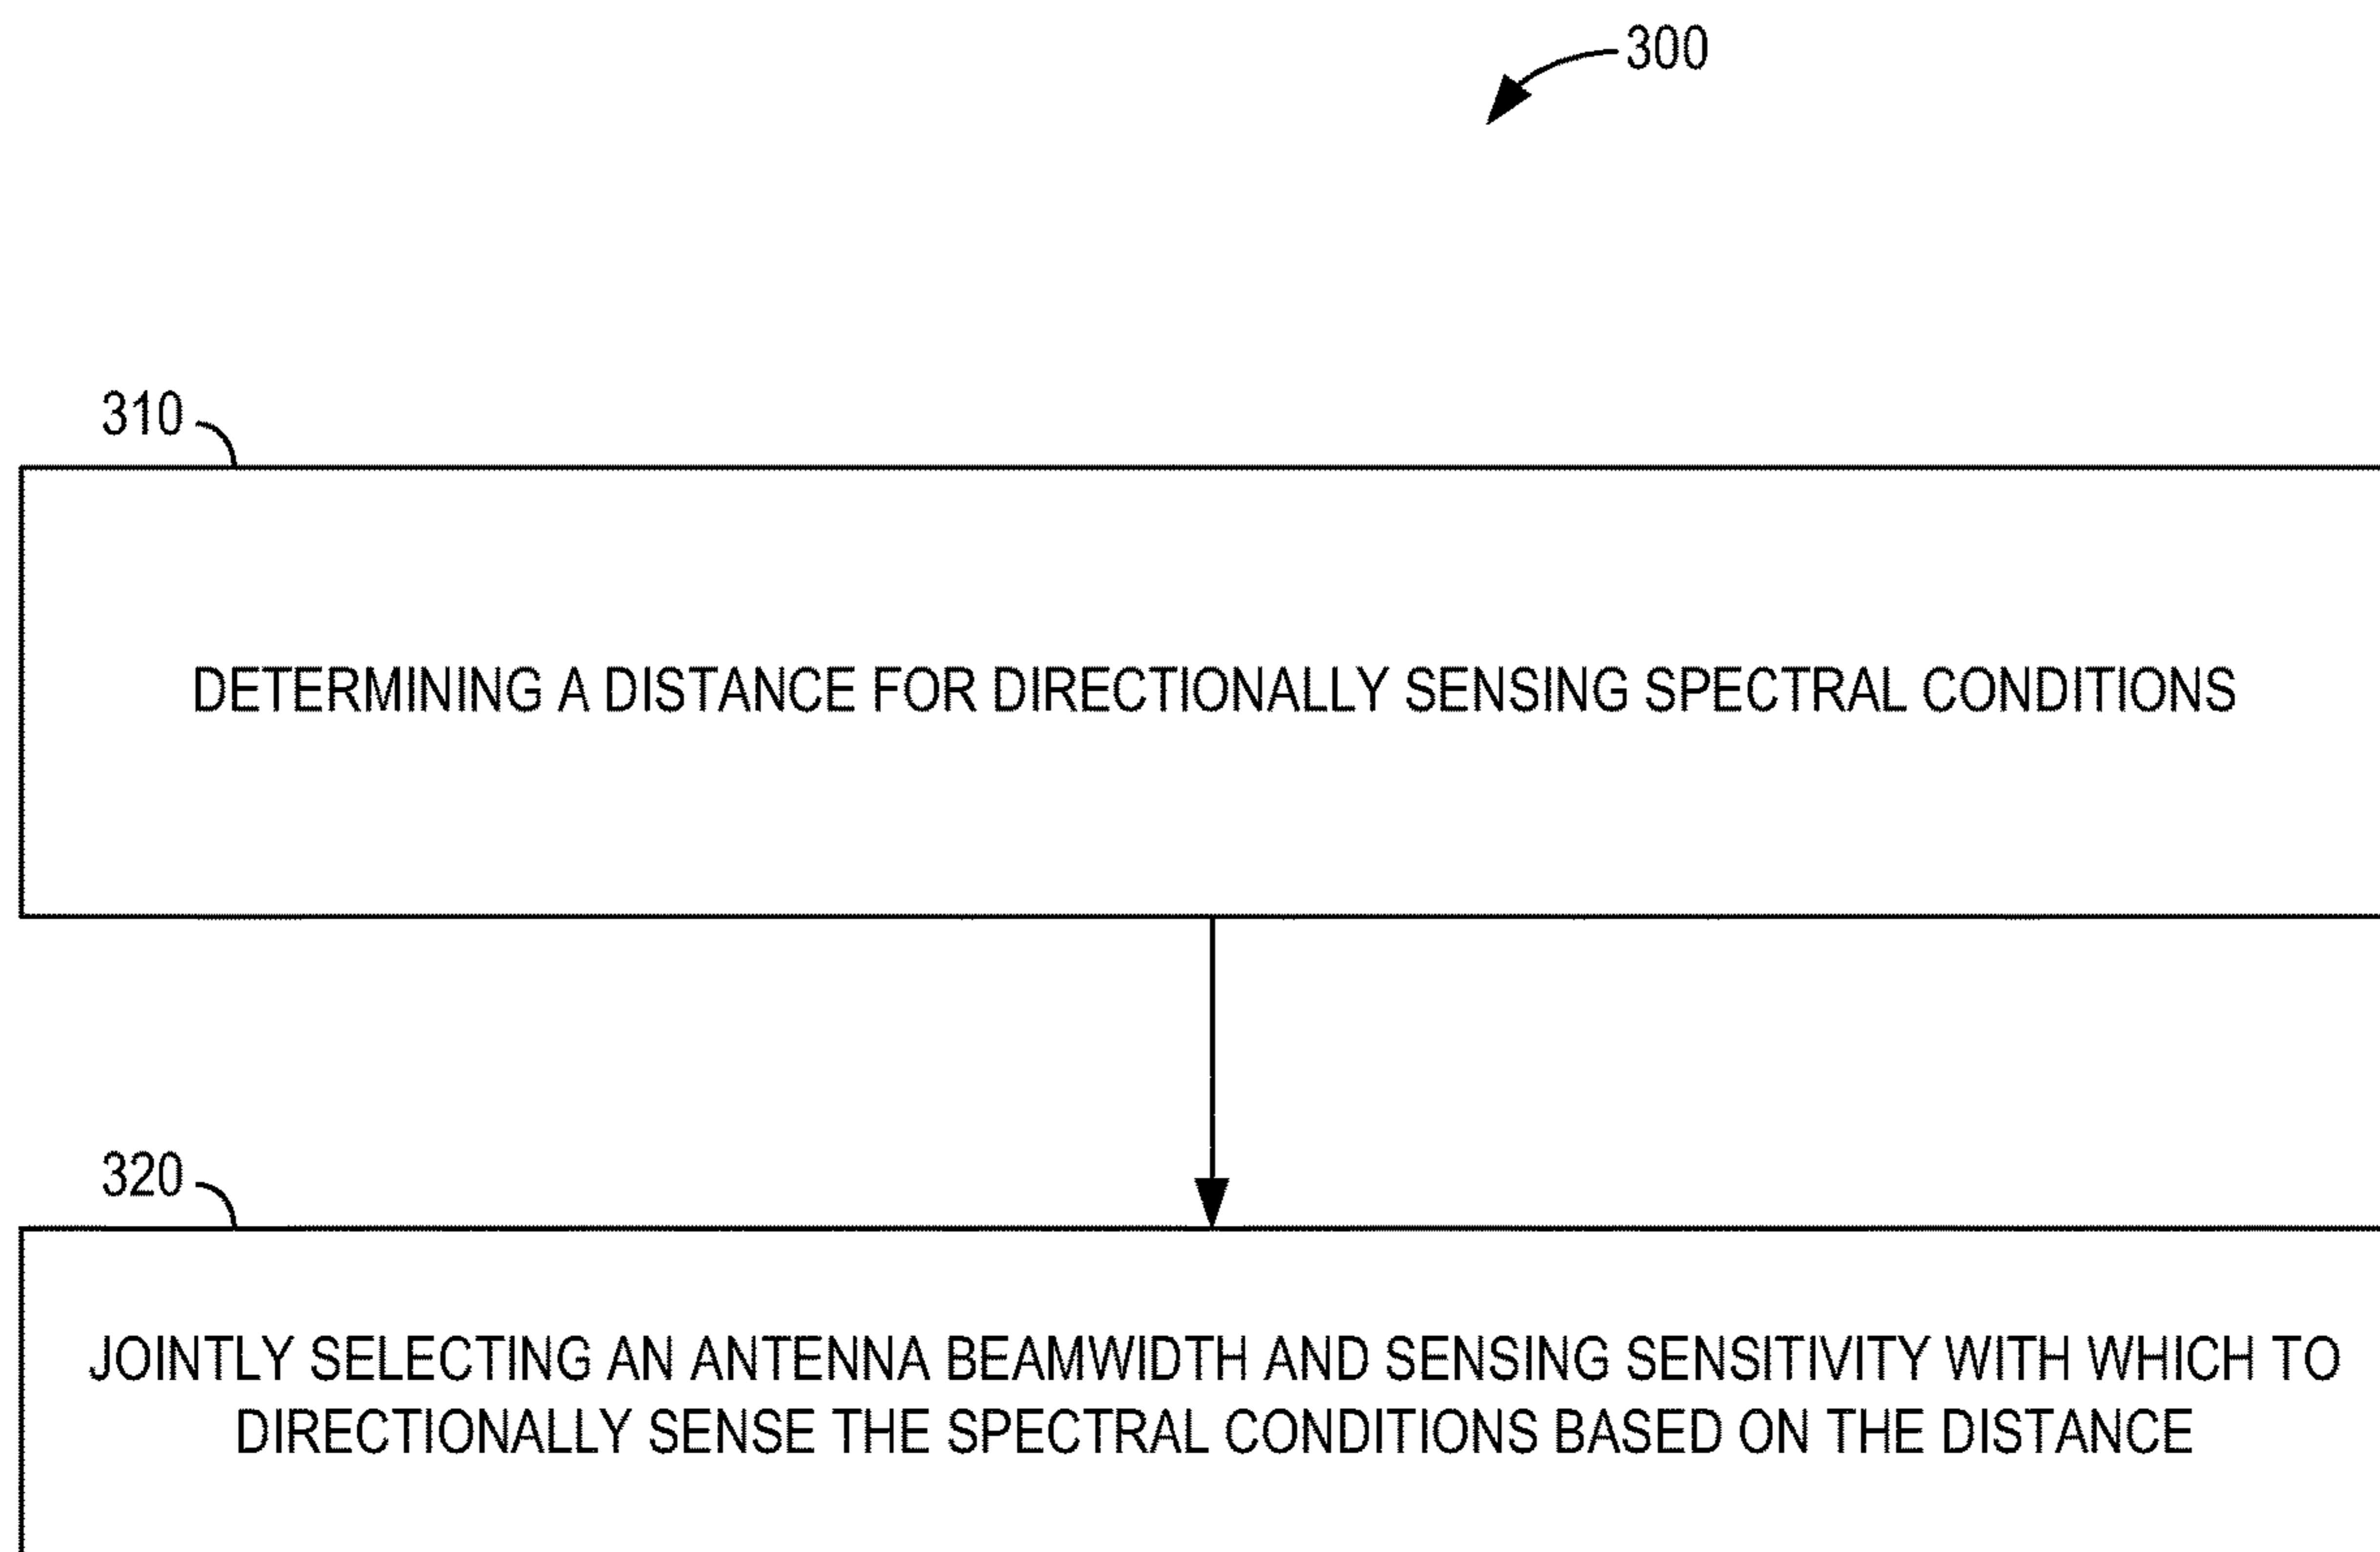 300
310
DETERMINING A DISTANCE FOR DIRECTIONALLY SENSING SPECTRAL CONDITIONS
320
JOINTLY SELECTING AN ANTENNA BEAMWIDTH AND SENSING SENSITIVITY WITH WHICH TO
DIRECTIONALLY SENSE THE SPECTRAL CONDITIONS BASED ON THE DISTANCE